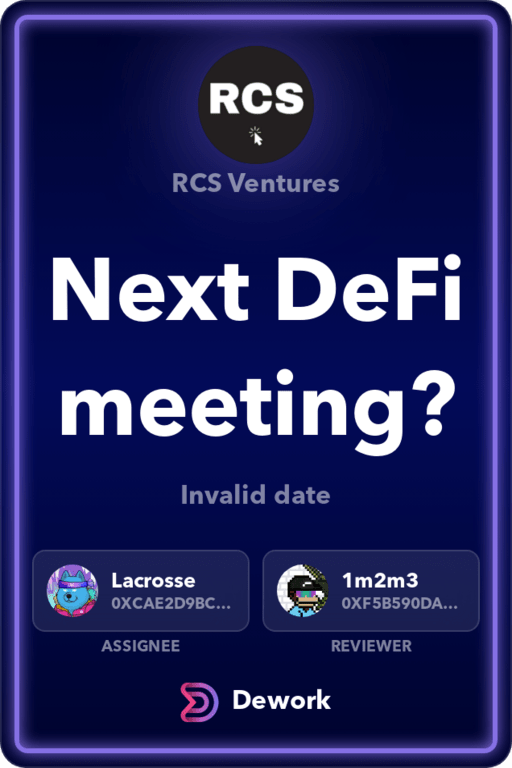 RCS
RCS Ventures
Next DeFi
meeting?
Invalid date
Lacrosse
0XCAE2D9BC...
1m2m3
0XF5B590DA...
ASSIGNEE
REVIEWER
Dework